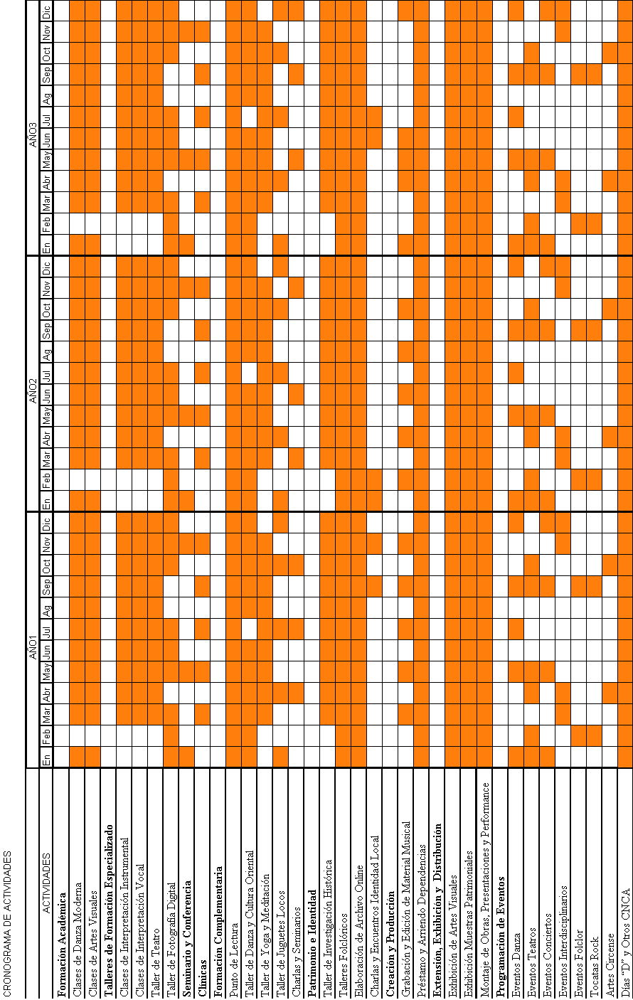 CRONOGRAMA DE ACTIVIDADES
AÑO1 AÑO2 AÑO3
ACTIVIDADES En Feb Mar Abr May Jun Jul Ag Sep Oct Nov Dic En Feb Mar Abr May Jun Jul Ag Sep Oct Nov Dic En Feb Mar Abr May Jun Jul Ag Sep Oct Nov Dic
Formación Académica
Clases de Danza Moderna
Clases de Artes Visuales
Talleres de Formación Especializado
Clases de Interpretación Instrumental
Clases de Interpretación Vocal
Taller de Teatro
Taller de Fotografía Digital
Seminario y Conferencia
Clínicas
Formación Complementaria
Punto de Lectura
Taller de Danza y Cultura Oriental
Taller de Yoga y Meditación
Taller de Juguetes Locos
Charlas y Seminarios
Patrimonio e Identidad
Taller de Investigación Histórica
Talleres Folclóricos
Elaboración de Archivo Online
Charlas y Encuentros Identidad Local
Creación y Producción
Grabación y Edición de Material Musical
Préstamo y Arriendo Dependencias
Extensión, Exhibición y Distribución
Exhibición de Artes Visuales
Exhibición Muestras Patrimoniales
Montaje de Obras, Presentaciones y Performance
Programación de Eventos
Eventos Danza
Eventos Teatros
Eventos Conciertos
Eventos Interdisciplinarios
Eventos Folclor
Tocatas Rock
Artes Circense
Días "D" y Otros CNCA